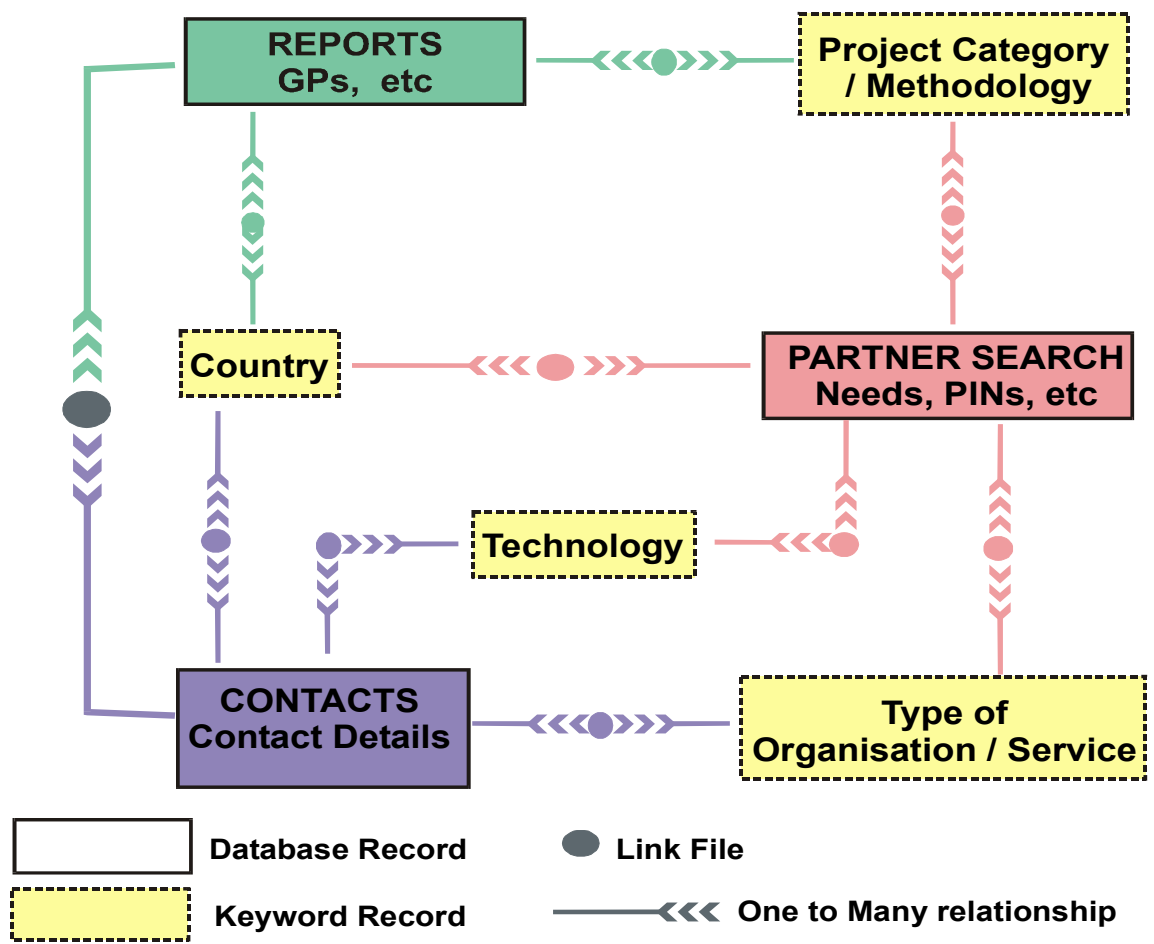 REPORTS
GPs, etc
Project Category
/ Methodology
Country
PARTNER SEARCH
Needs, PINs, etc
Technology
CONTACTS
Contact Details
Type of
Organisation / Service
Database Record
Link File
Keyword Record
One to Many relationship